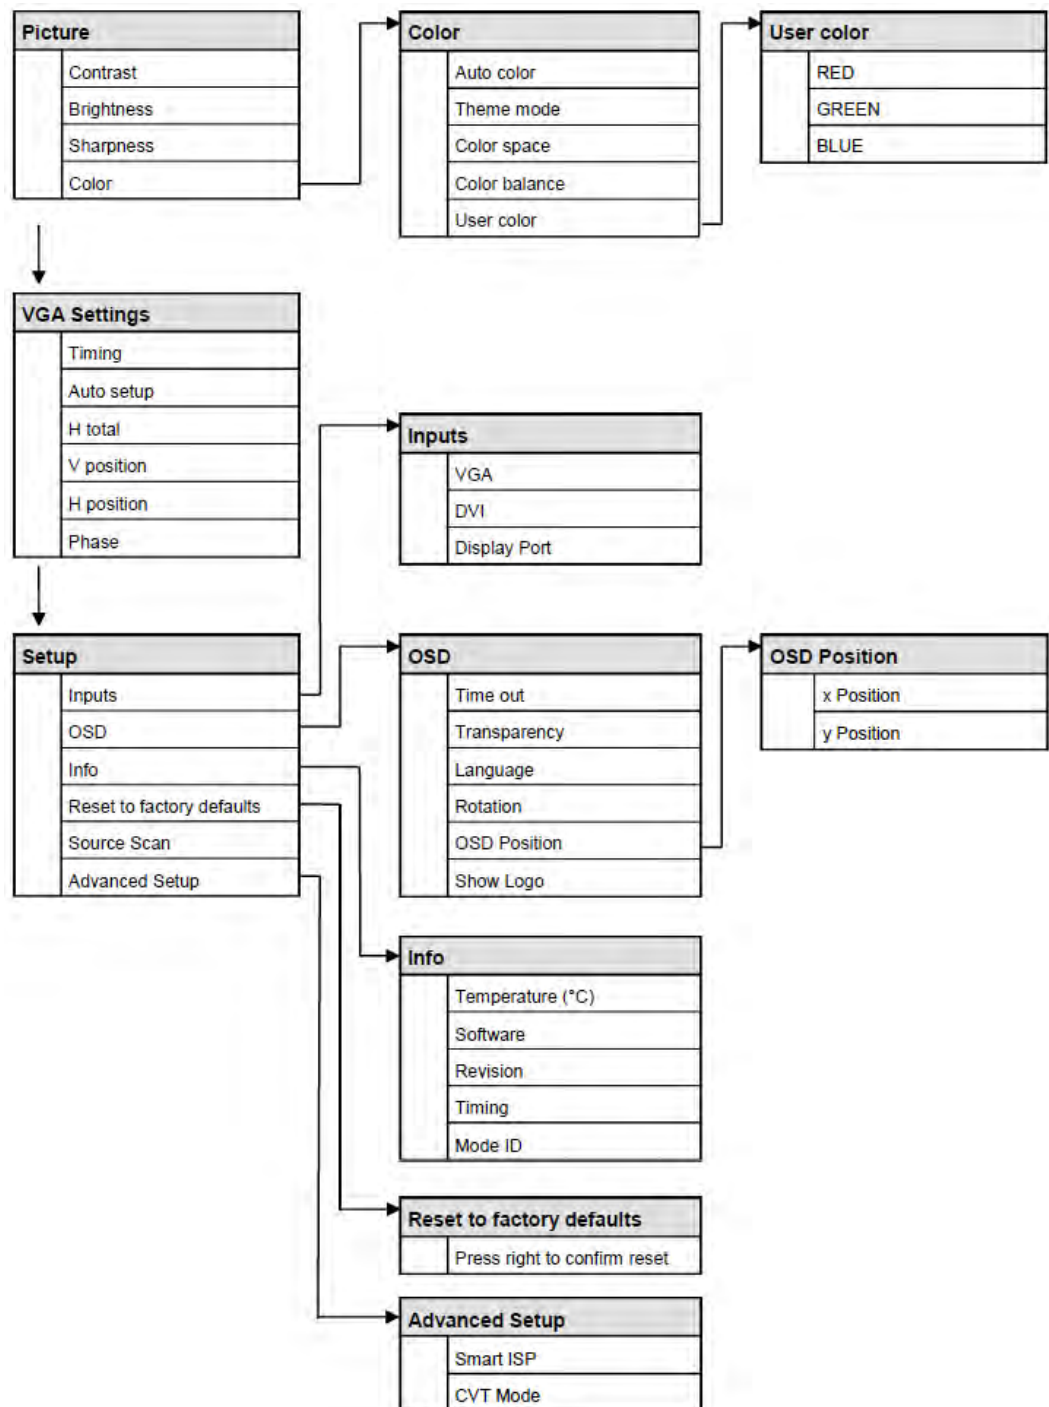 Picture
Contrast
Brightness
Sharpness
Color
Color
Auto color
Theme mode
Color space
Color balance
User color
User color
RED
GREEN
BLUE
VGA Settings
Timing
Auto setup
H total
V position
H position
Phase
Inputs
VGA
DVI
Display Port
Setup
Inputs
OSD
Info
Reset to factory defaults
Source Scan
Advanced Setup
OSD
Time out
Transparency
Language
Rotation
OSD Position
Show Logo
OSD Position
x Position
y Position
Info
Temperature (°C)
Software
Revision
Timing
Mode ID
Reset to factory defaults
Press right to confirm reset
Advanced Setup
Smart ISP
CVT Mode